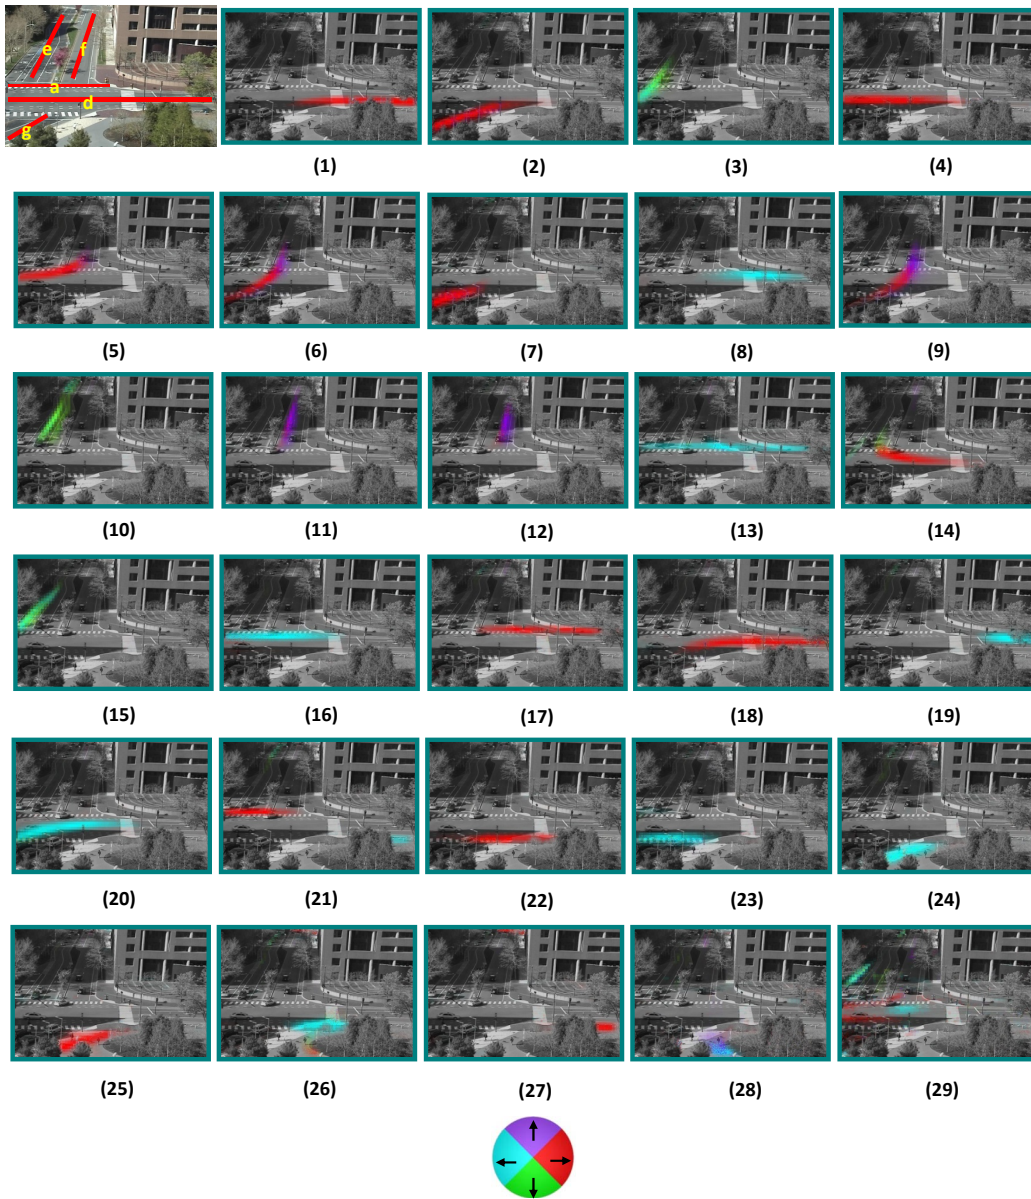 e f
a
d
g
(1) (2) (3) (4)
(5) (6) (7) (8) (9)
(10) (11) (12) (13) (14)
(15) (16) (17) (18) (19)
(20) (21) (22) (23) (24)
(25) (26) (27) (28) (29)